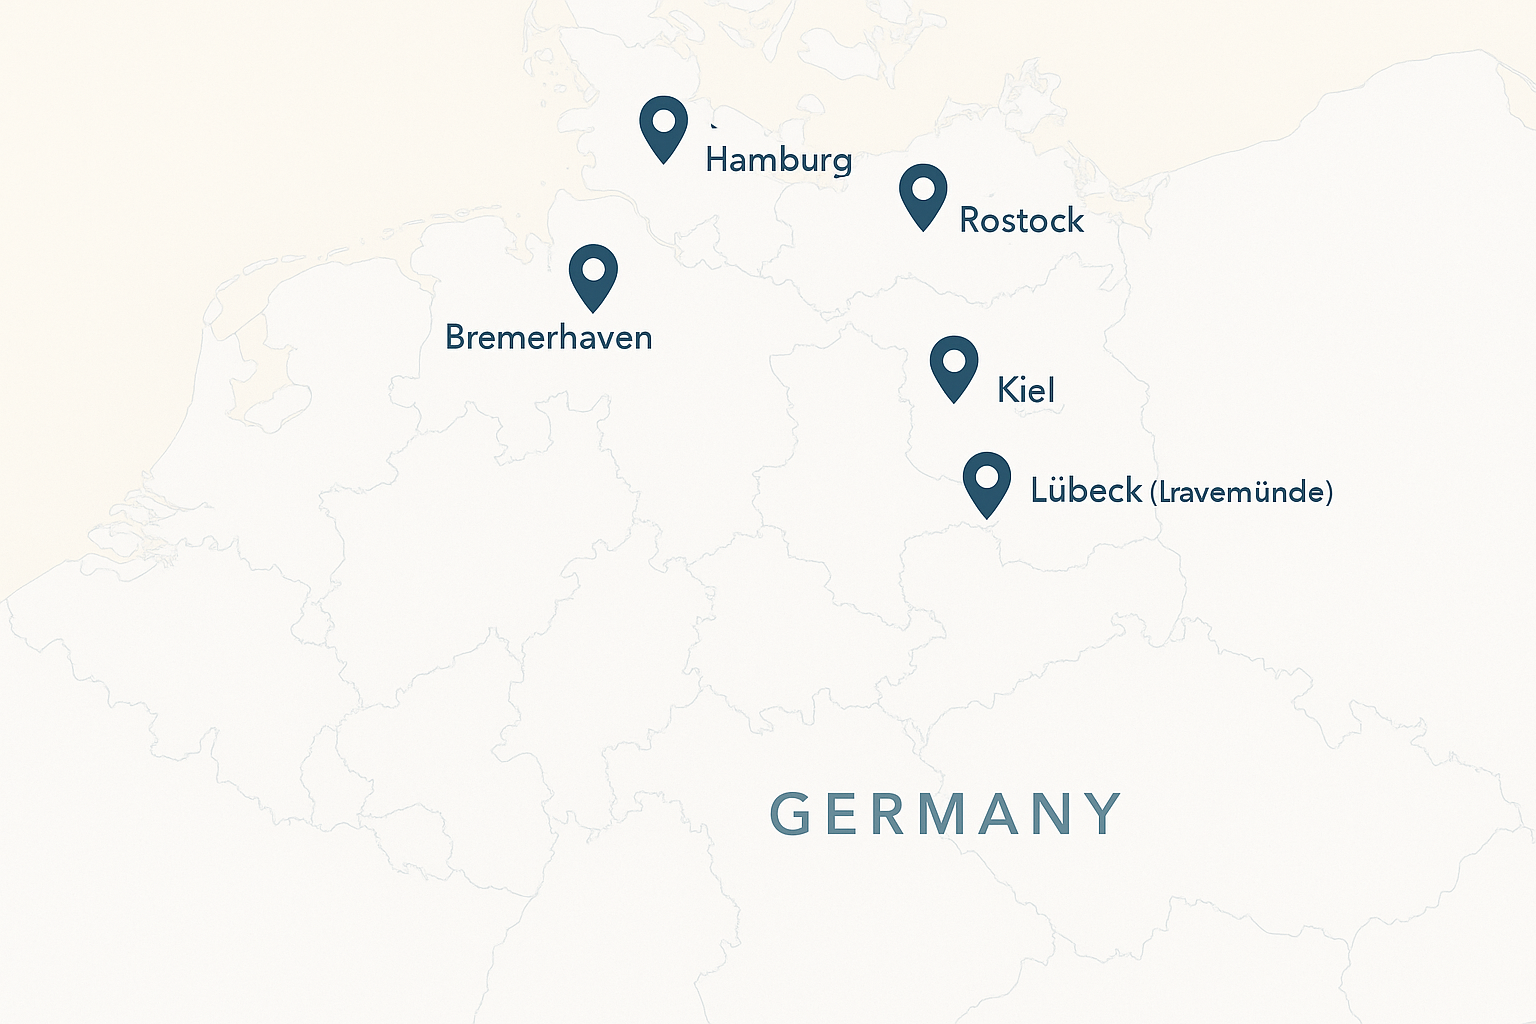 Hamburg
Rostock
Bremerhaven
Kiel
Lübeck (Lravemünde)
GERMANY